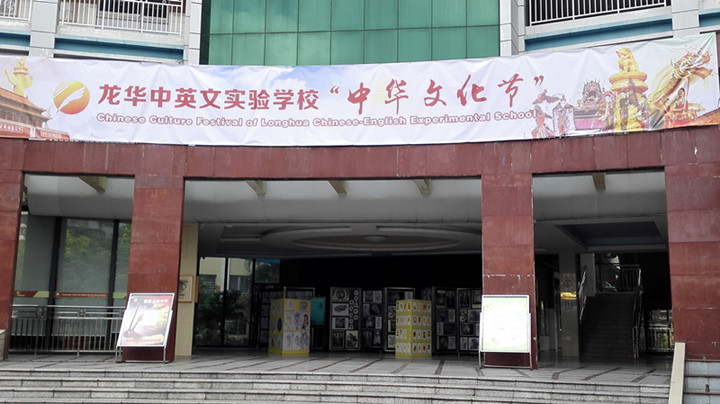 龙华中英文实验学校“中华文化节”
Chinese Culture Festival of Longhua Chinese-English Experimental School